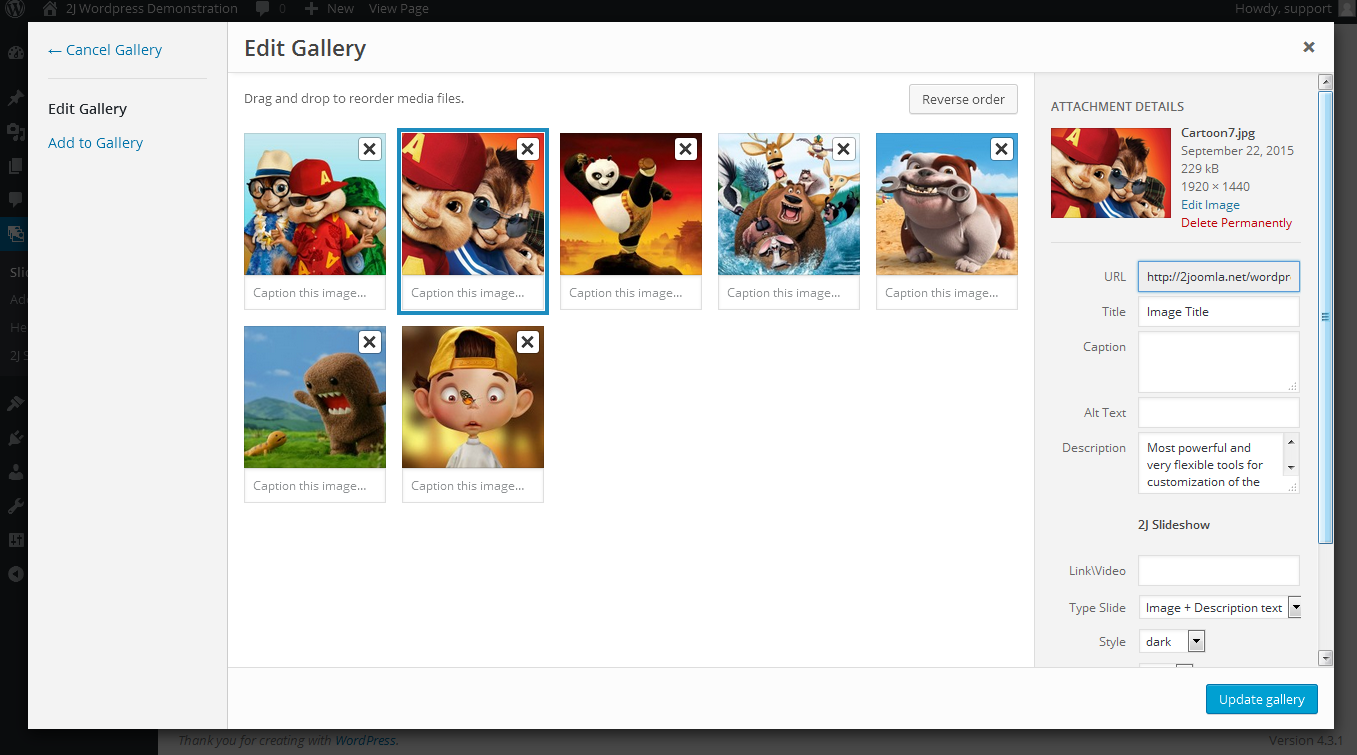 2J Wordpress Demonstration 0 New View Page Howdy, support
← Cancel Gallery
Edit Gallery
Add to Gallery
Edit Gallery
Drag and drop to reorder media files.
Reverse order
A
A
Caption this image...
Caption this image...
Caption this image...
Caption this image...
Caption this image...
Caption this image...
Caption this image...
ATTACHMENT DETAILS
A
Cartoon7.jpg
September 22, 2015
229 kB
1920 × 1440
Edit Image
Delete Permanently
URL http://2joomla.net/wordpr
Title Image Title
Caption
Alt Text
Description Most powerful and
very flexible tools for
customization of the
2J Slideshow
Link\Video
Type Slide Image + Description text
Style dark
Update gallery
Slid
Add
He
2J S
Thank you for creating with WordPress. Version 4.3.1